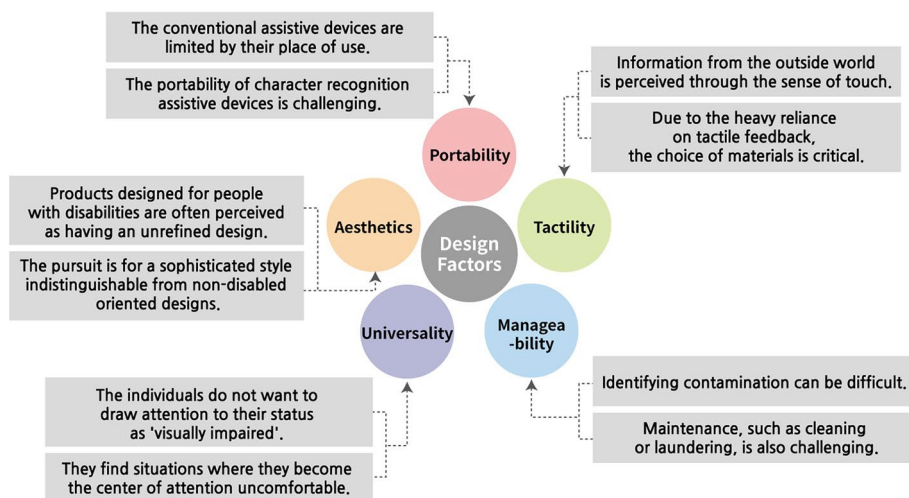 The conventional assistive devices are
limited by their place of use.
The portability of character recognition
assistive devices is challenging.
Portability
Information from the outside world
is perceived through the sense of touch.
Due to the heavy reliance
on tactile feedback,
the choice of materials is critical.
Tactility
Products designed for people
with disabilities are often perceived
as having an unrefined design.
The pursuit is for a sophisticated style
indistinguishable from non-disabled
oriented designs.
Aesthetics
Design
Factors
Universality
Managea
-bility
The individuals do not want to
draw attention to their status
as 'visually impaired'.
They find situations where they become
the center of attention uncomfortable.
Identifying contamination can be difficult.
Maintenance, such as cleaning
or laundering, is also challenging.